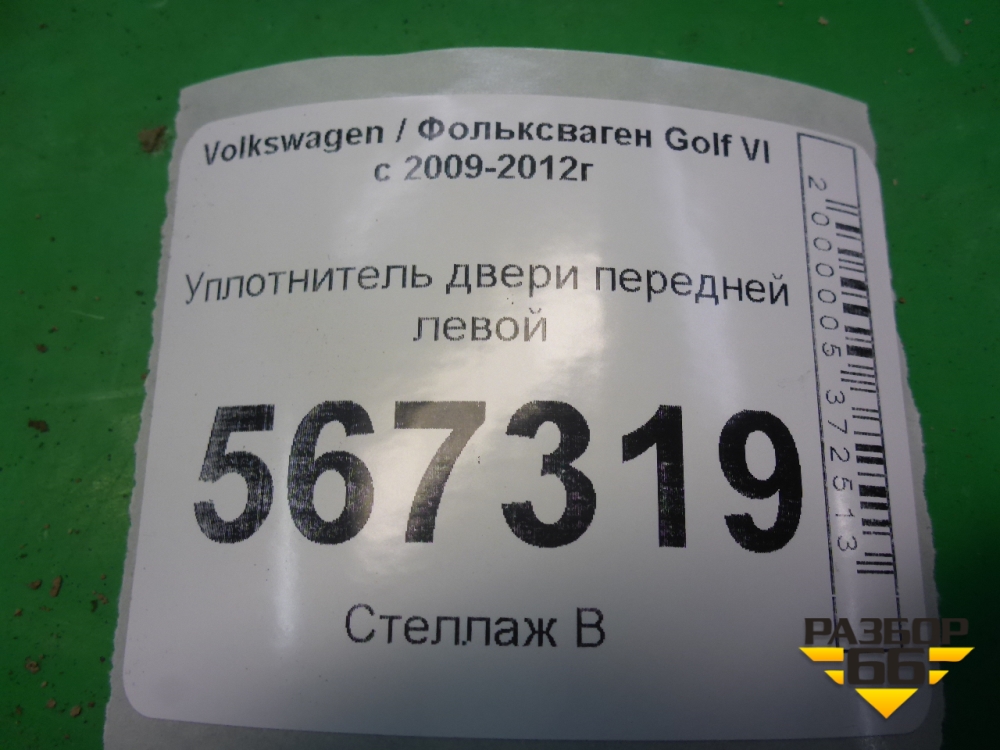 Volkswagen / Фольксваген Golf VI
с 2009-2012г
Уплотнитель двери передней
левой
567319
Стеллаж В
2000005372513
РАЗБОР
66